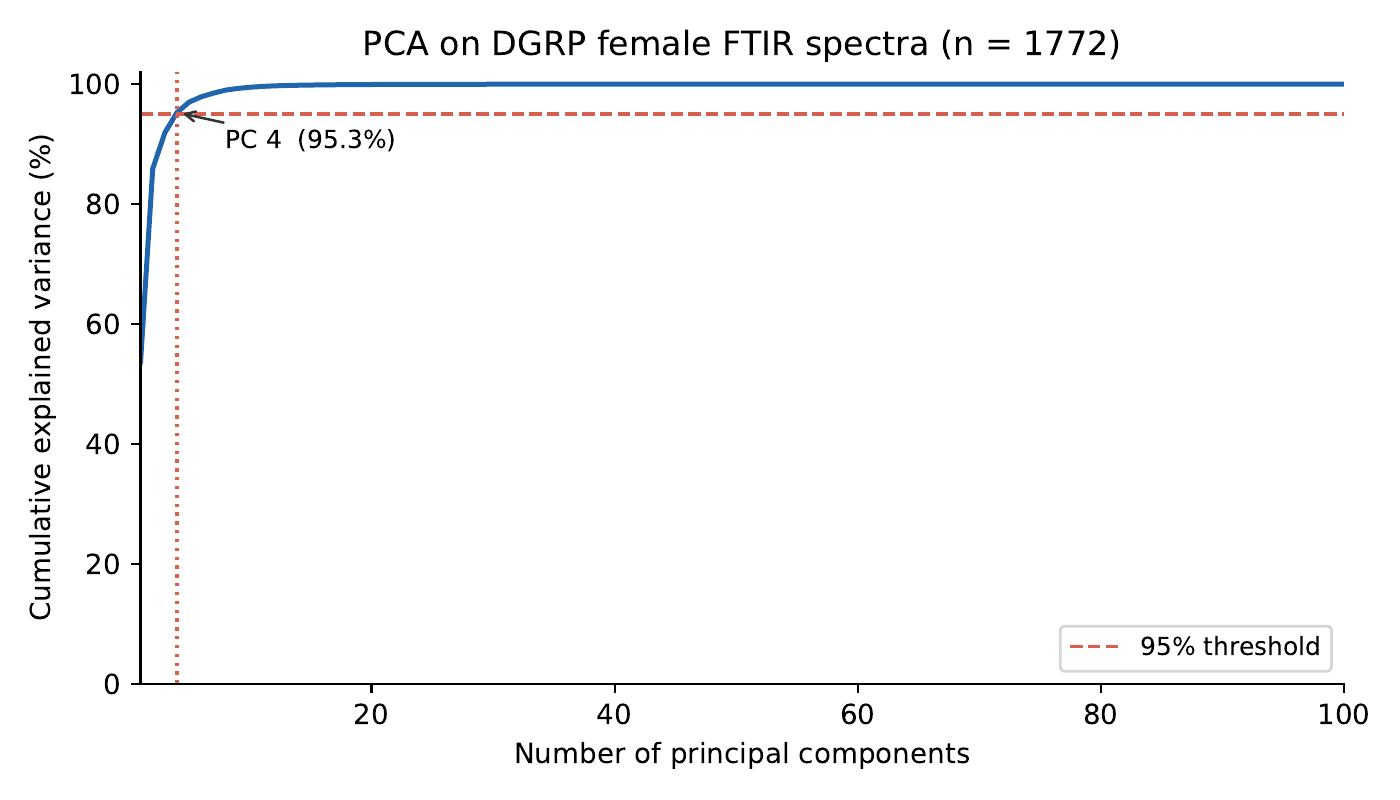 PCA on DGRP female FTIR spectra (n = 1772)
Cumulative explained variance (%)
100
80
60
40
20
0
PC 4  (95.3%)
95% threshold
20
40
60
80
100
Number of principal components